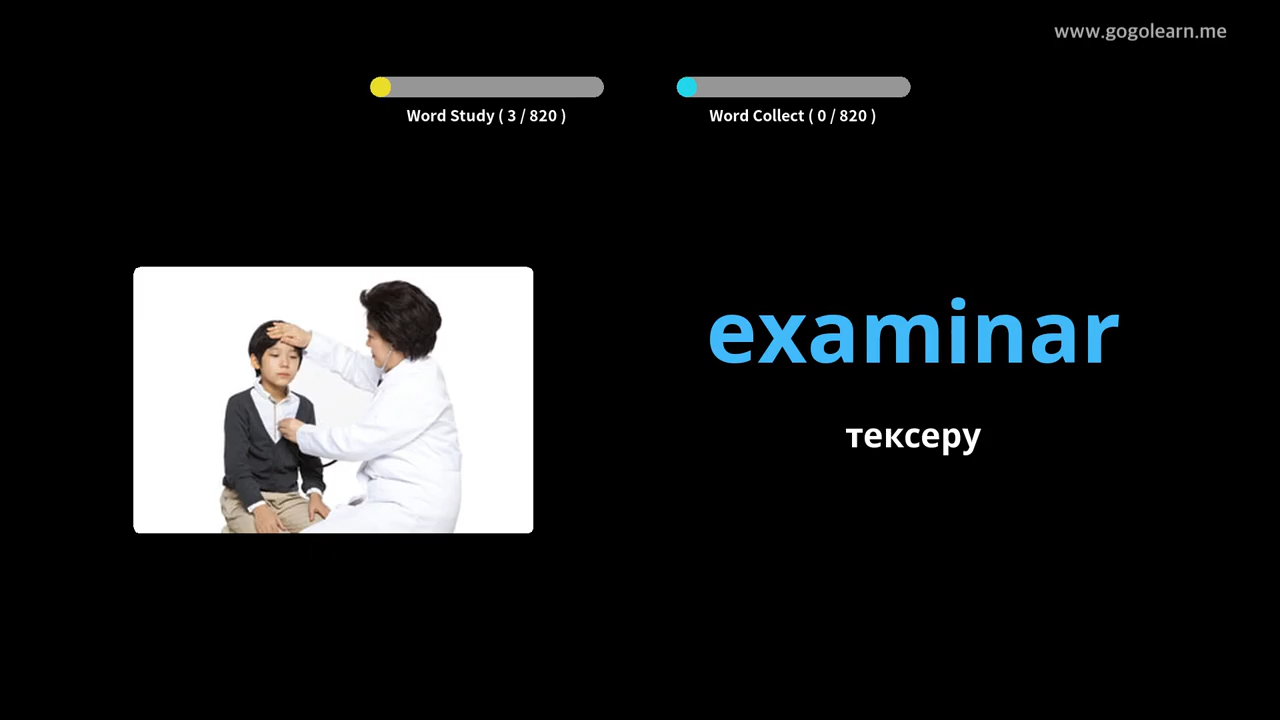 www.gogolearn.me
Word Study ( 3 / 820 )
Word Collect ( 0 / 820 )
examinar
тексеру